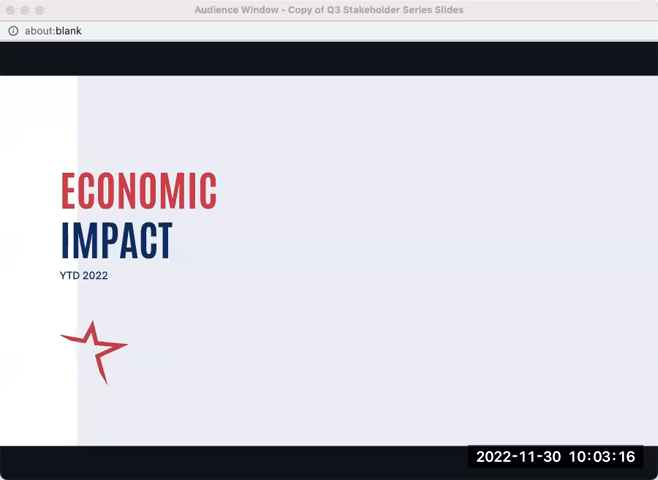 Audience Window - Copy of Q3 Stakeholder Series Slides
about:blank
ECONOMIC
IMPACT
YTD 2022
2022-11-30 10:03:16